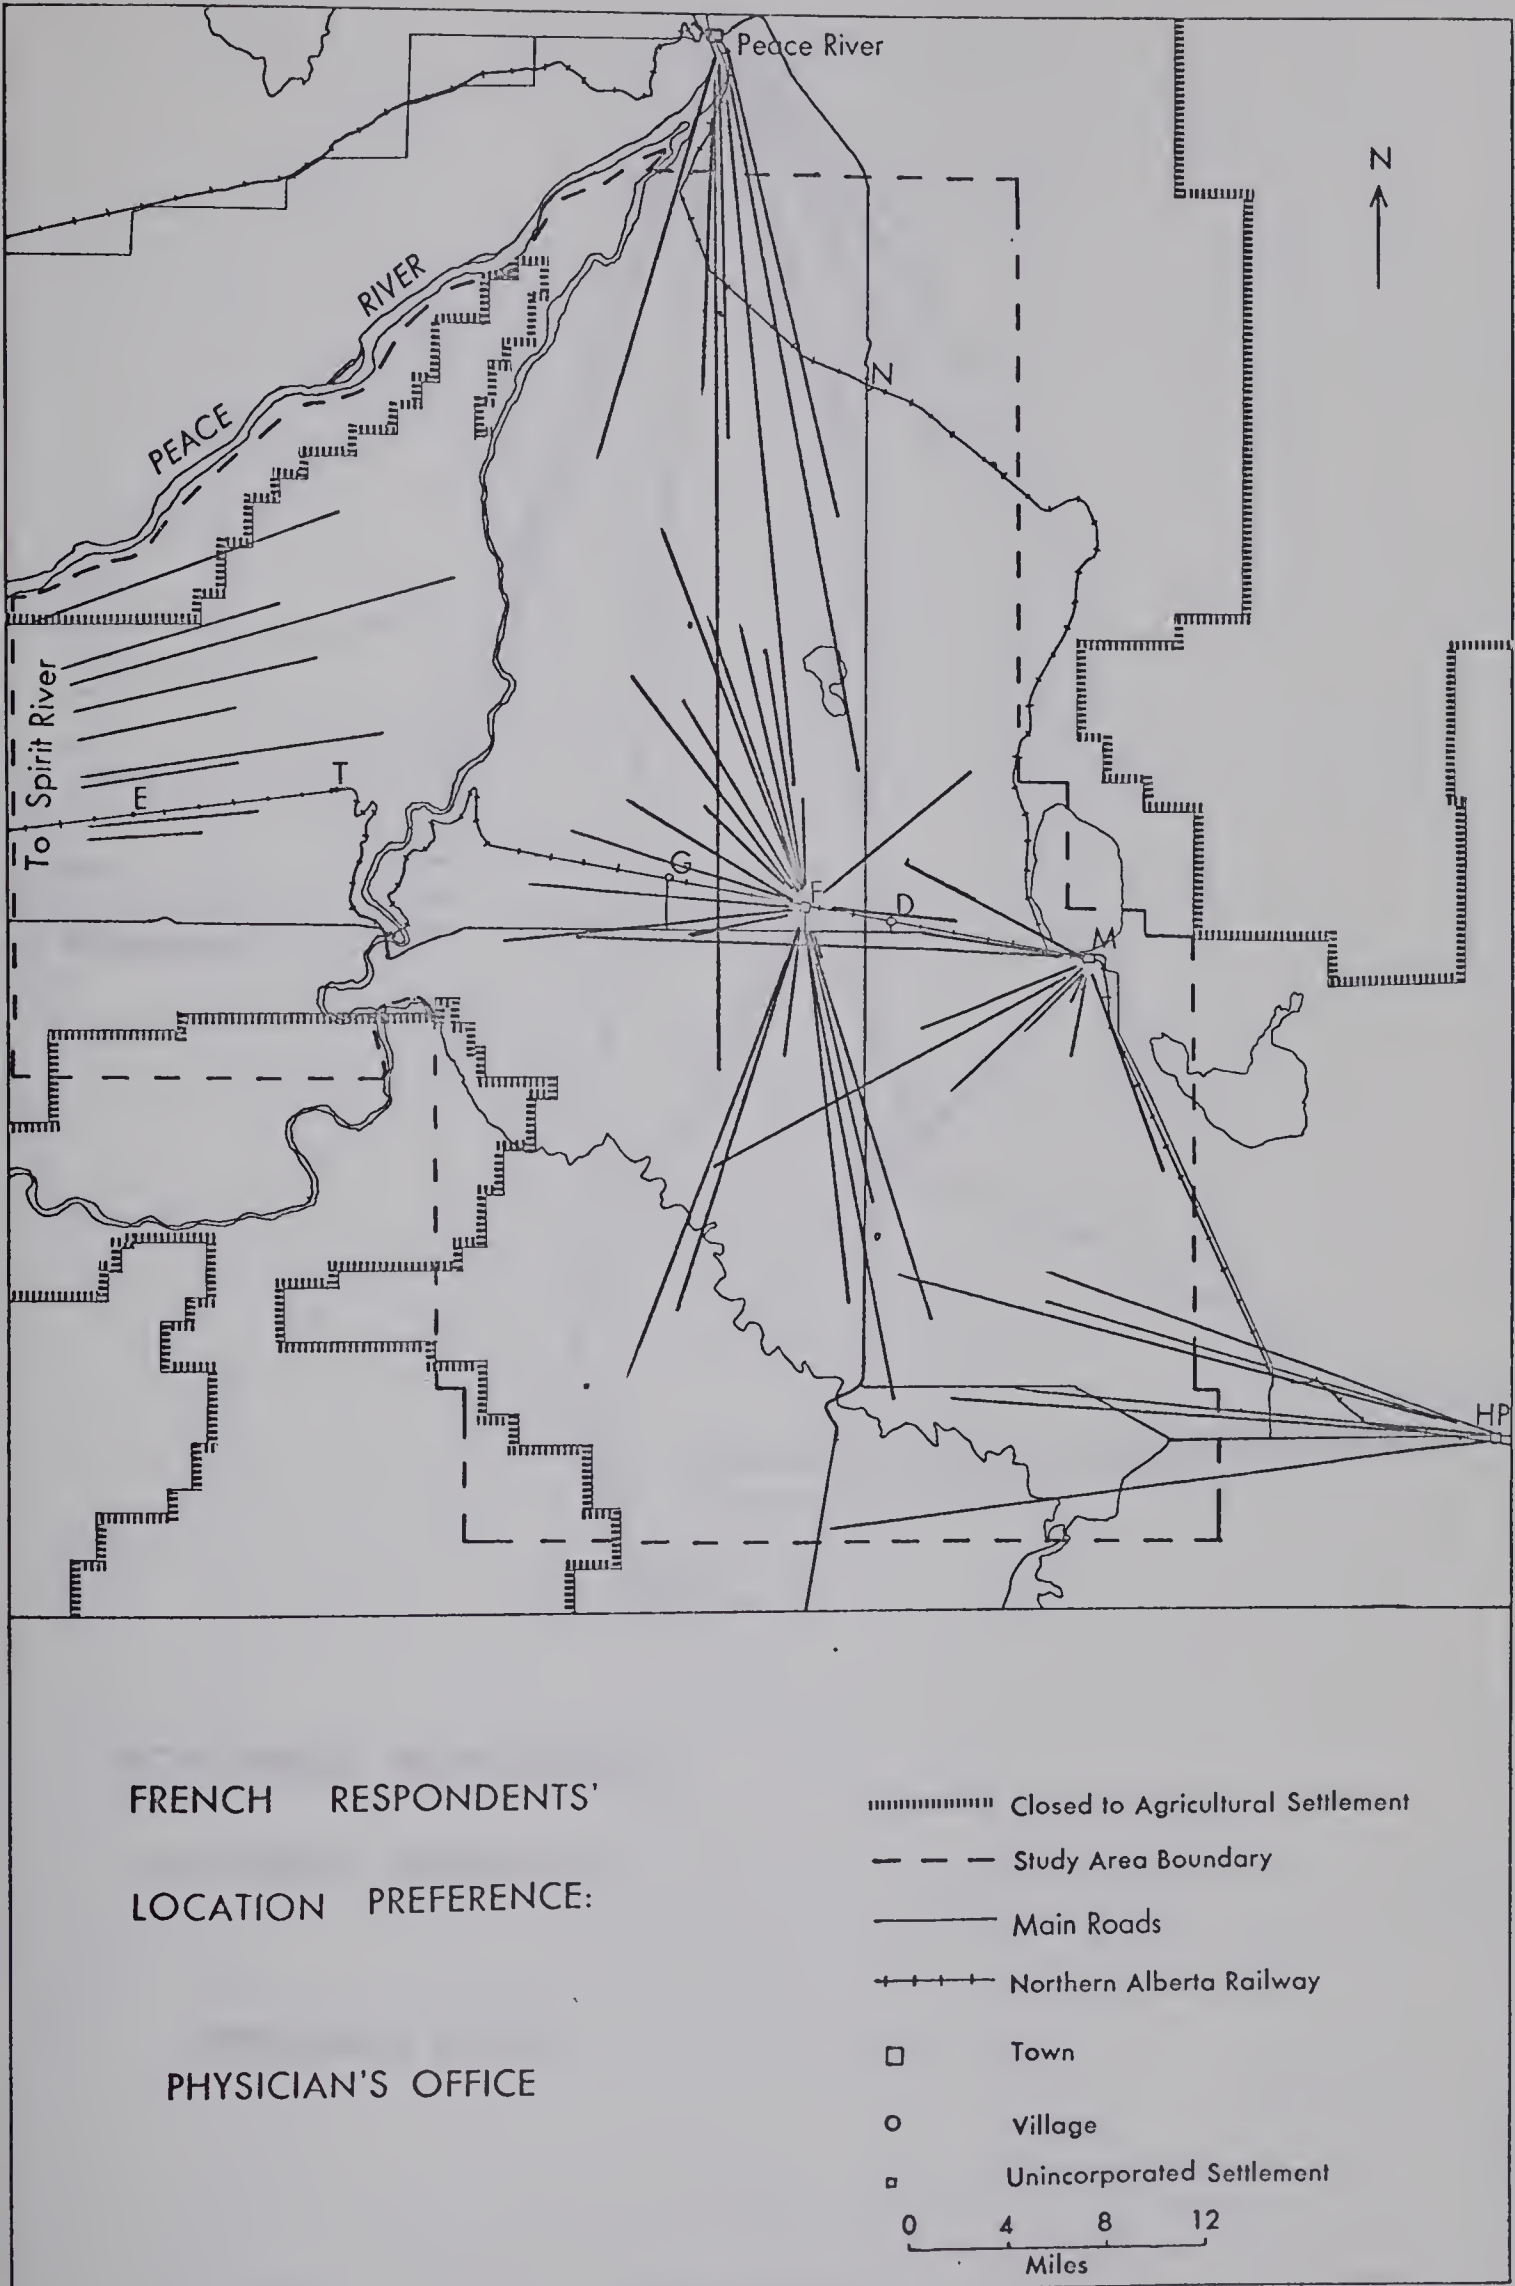 Peace River
N
RIVER
N
PEACE
To Spirit River
T
E
G
F
D
M
HP
FRENCH RESPONDENTS'
LOCATION PREFERENCE:
PHYSICIAN'S OFFICE
Closed to Agricultural Settlement
Study Area Boundary
Main Roads
Northern Alberta Railway
Town
Village
Unincorporated Settlement
0 4 8 12
Miles